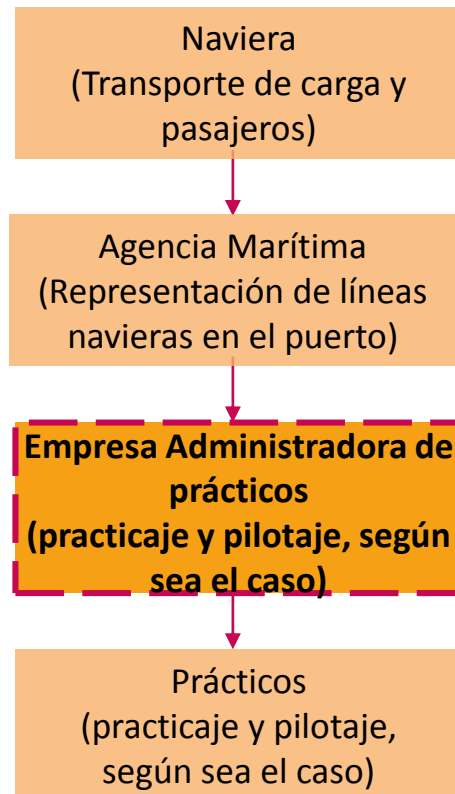 Naviera
(Transporte de carga y
pasajeros)
Agencia Marítima
(Representación de líneas
navieras en el puerto)
Empresa Administradora de
prácticos
(practicaje y pilotaje, según
sea el caso)
Prácticos
(practicaje y pilotaje,
según sea el caso)